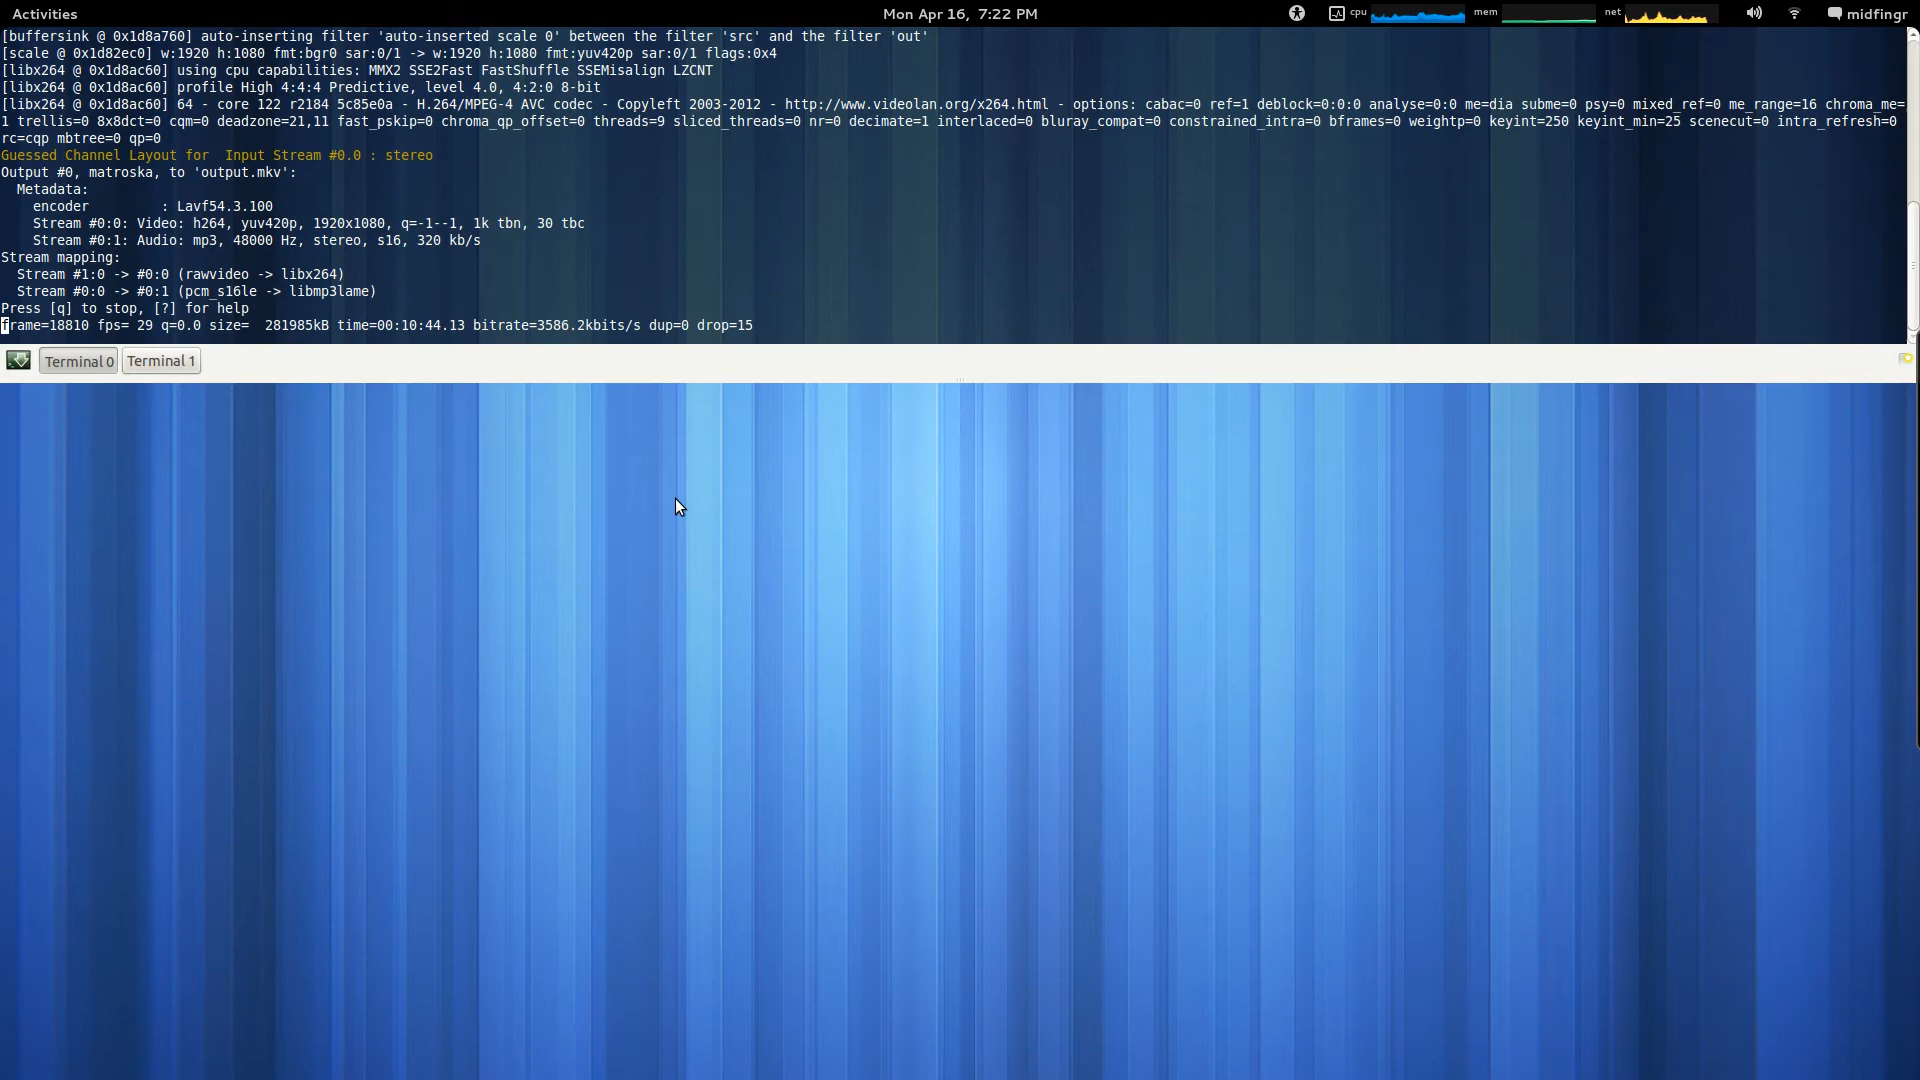 Activities
Mon Apr 16, 7:22 PM
cpu
mem
net
midfingr
[buffersink @ 0x1d8a760] auto-inserting filter 'auto-inserted scale 0' between the filter 'src' and the filter 'out'
[scale @ 0x1d82ec0] w:1920 h:1080 fmt:bgr0 sar:0/1 -> w:1920 h:1080 fmt:yuv420p sar:0/1 flags:0x4
[libx264 @ 0x1d8ac60] using cpu capabilities: MMX2 SSE2Fast FastShuffle SSEMisalign LZCNT
[libx264 @ 0x1d8ac60] profile High 4:4:4 Predictive, level 4.0, 4:2:0 8-bit
[libx264 @ 0x1d8ac60] 64 - core 122 r2184 5c85e0a - H.264/MPEG-4 AVC codec - Copyleft 2003-2012 - http://www.videolan.org/x264.html - options: cabac=0 ref=1 deblock=0:0:0 analyse=0:0 me=dia subme=0 psy=0 mixed_ref=0 me_range=16 chroma_me=
1 trellis=0 8x8dct=0 cqm=0 deadzone=21,11 fast_pskip=0 chroma_qp_offset=0 threads=9 sliced_threads=0 nr=0 decimate=1 interlaced=0 bluray_compat=0 constrained_intra=0 bframes=0 weightp=0 keyint=250 keyint_min=25 scenecut=0 intra_refresh=0
rc=cqp mbtree=0 qp=0
Guessed Channel Layout for  Input Stream #0.0 : stereo
Output #0, matroska, to 'output.mkv':
  Metadata:
    encoder         : Lavf54.3.100
    Stream #0:0: Video: h264, yuv420p, 1920x1080, q=-1--1, 1k tbn, 30 tbc
    Stream #0:1: Audio: mp3, 48000 Hz, stereo, s16, 320 kb/s
Stream mapping:
  Stream #1:0 -> #0:0 (rawvideo -> libx264)
  Stream #0:0 -> #0:1 (pcm_s16le -> libmp3lame)
Press [q] to stop, [?] for help
frame=18810 fps= 29 q=0.0 size=  281985kB time=00:10:44.13 bitrate=3586.2kbits/s dup=0 drop=15
Terminal 0
Terminal 1